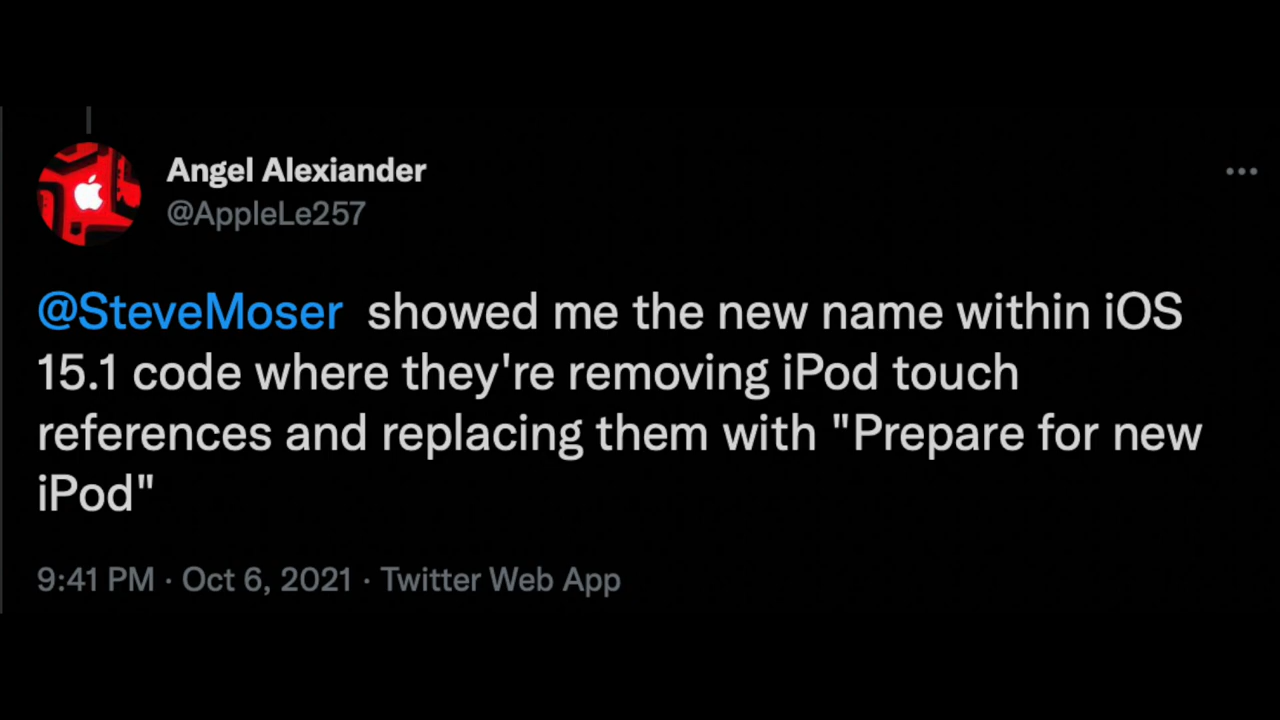 Angel Alexiander
@AppleLe257
@SteveMoser showed me the new name within iOS
15.1 code where they're removing iPod touch
references and replacing them with "Prepare for new
iPod"
9:41 PM · Oct 6, 2021 · Twitter Web App